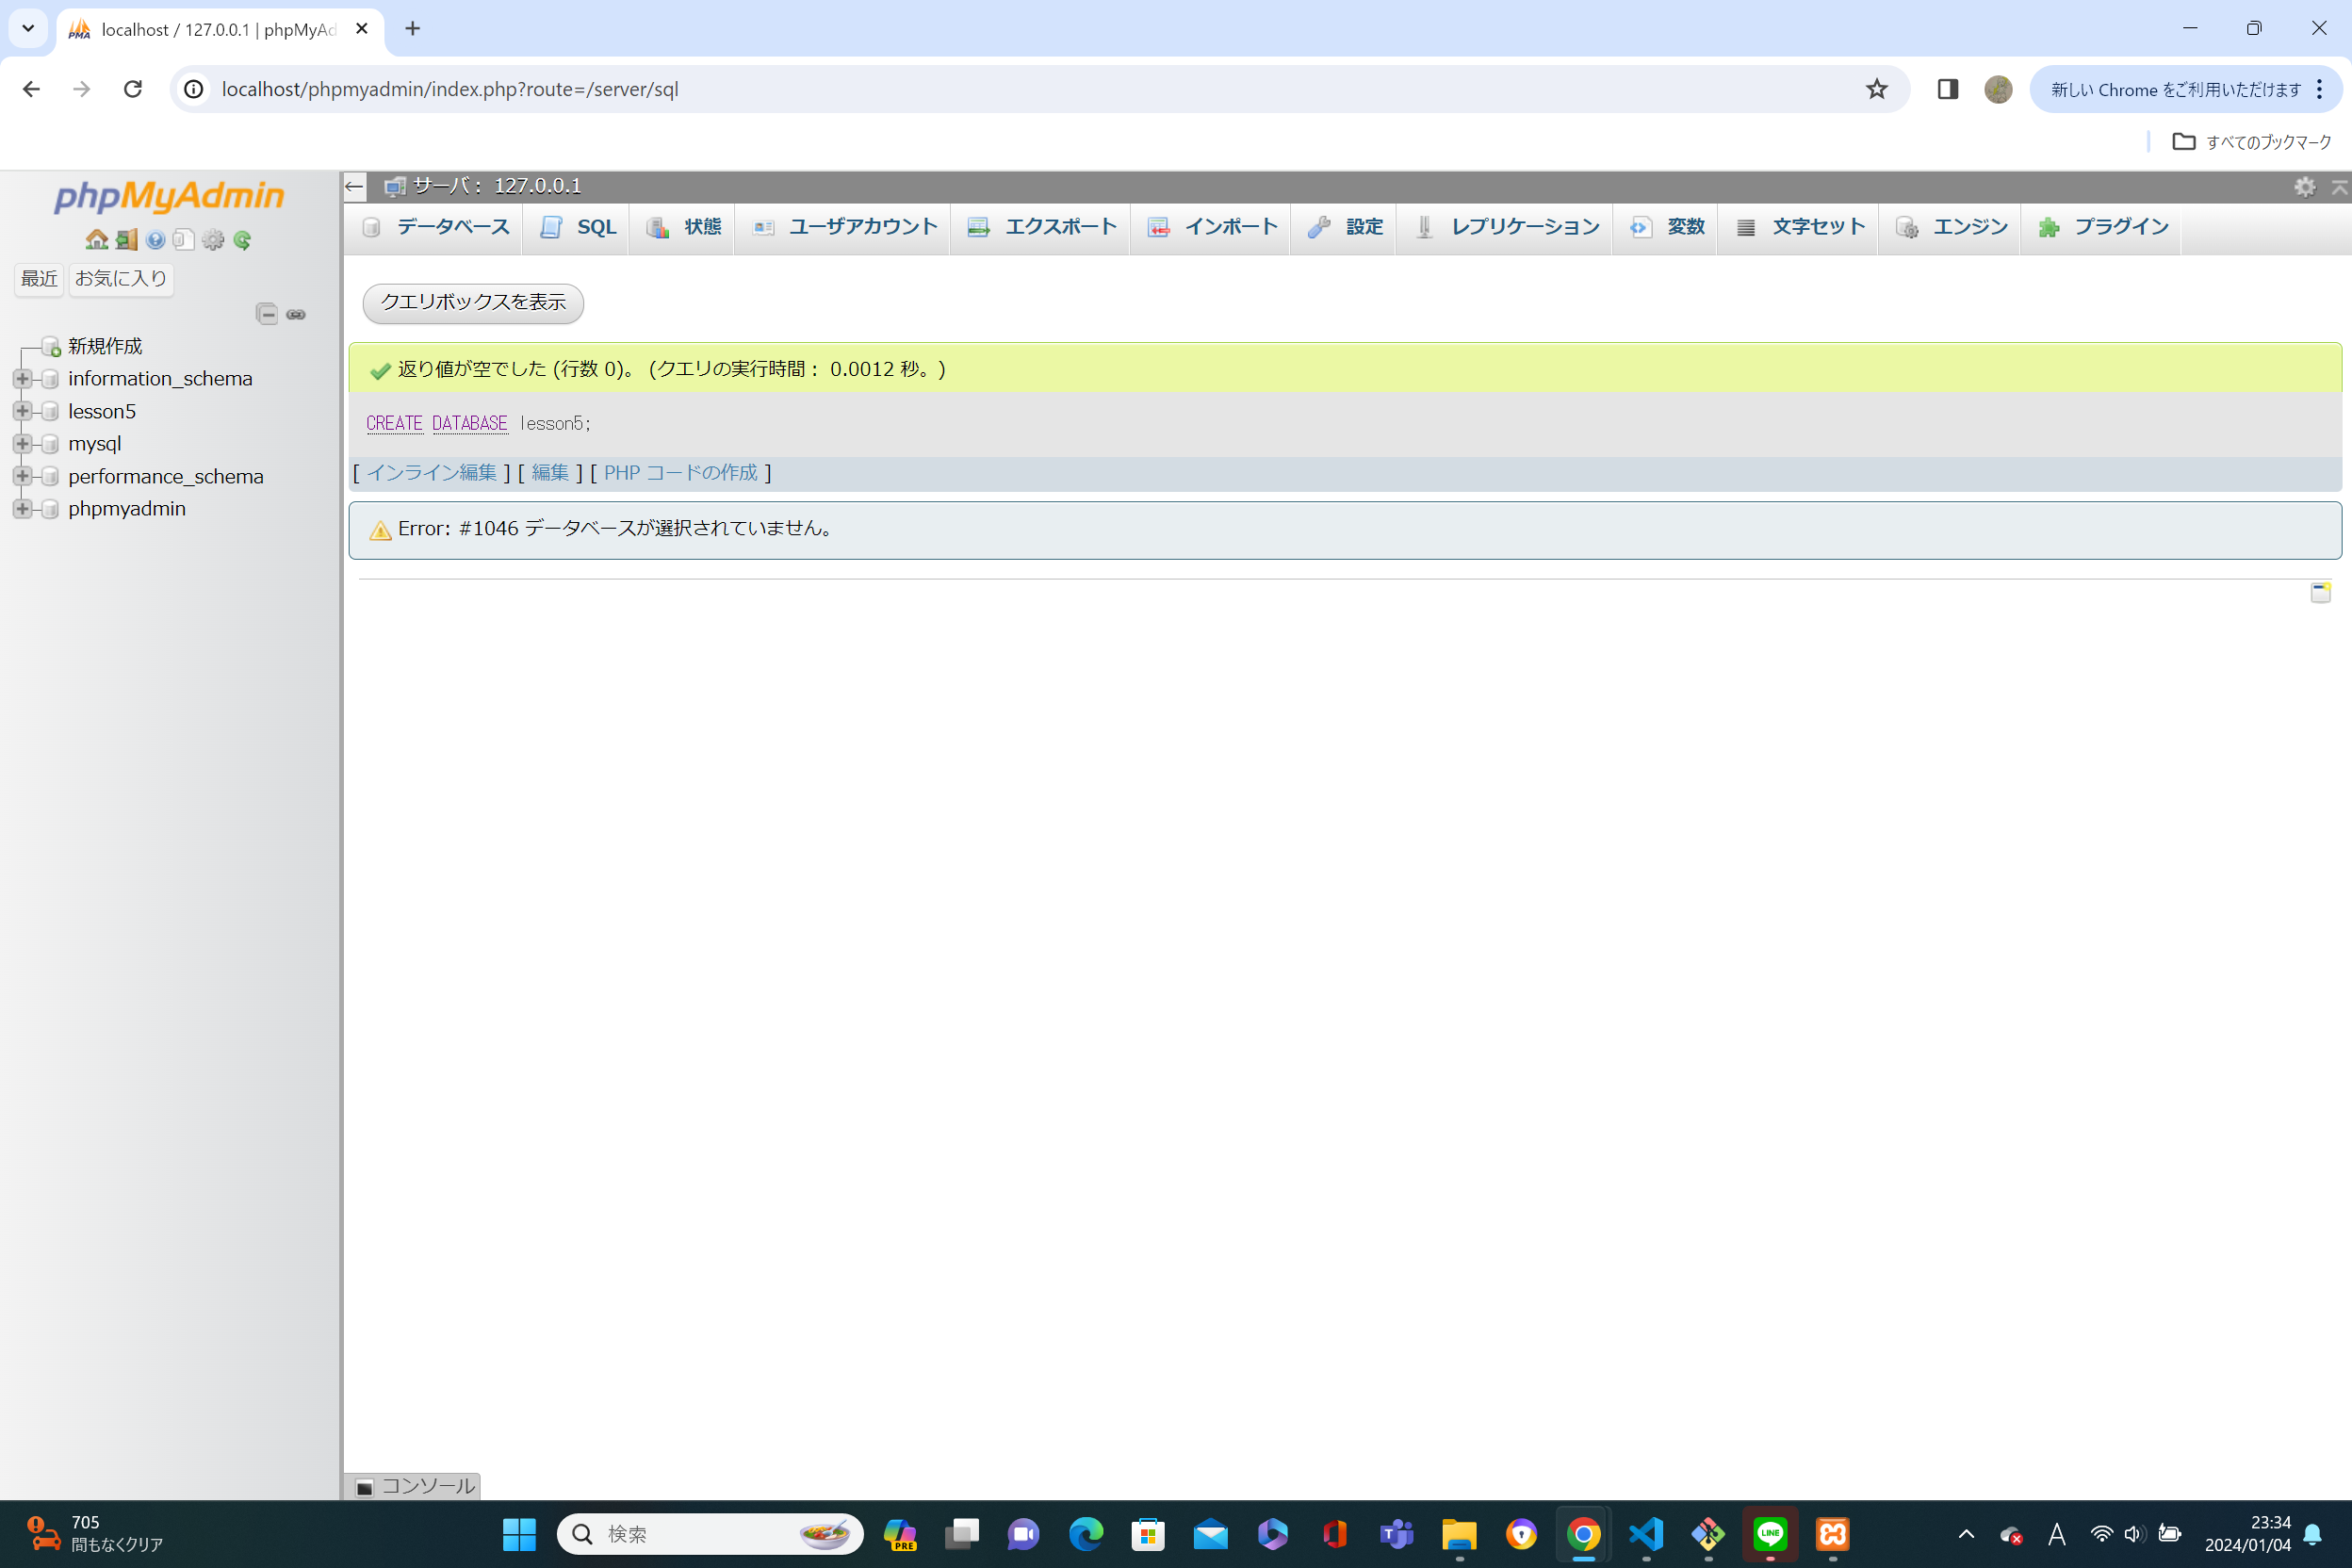 localhost / 127.0.0.1 | phpMyAd
localhost/phpmyadmin/index.php?route=/server/sql
新しい Chrome をご利用いただけます
すべてのブックマーク
phpMyAdmin
サーバ： 127.0.0.1
データベース SQL 状態 ユーザアカウント エクスポート インポート 設定 レプリケーション 変数 文字セット エンジン プラグイン
最近 お気に入り
新規作成
information_schema
lesson5
mysql
performance_schema
phpmyadmin
クエリボックスを表示
返り値が空でした (行数 0)。 (クエリの実行時間： 0.0012 秒。)
CREATE DATABASE lesson5;
[ インライン編集 ] [ 編集 ] [ PHP コードの作成 ]
Error: #1046 データベースが選択されていません。
コンソール
705
間もなくクリア
検索
PRE
LINE
A
23:34
2024/01/04